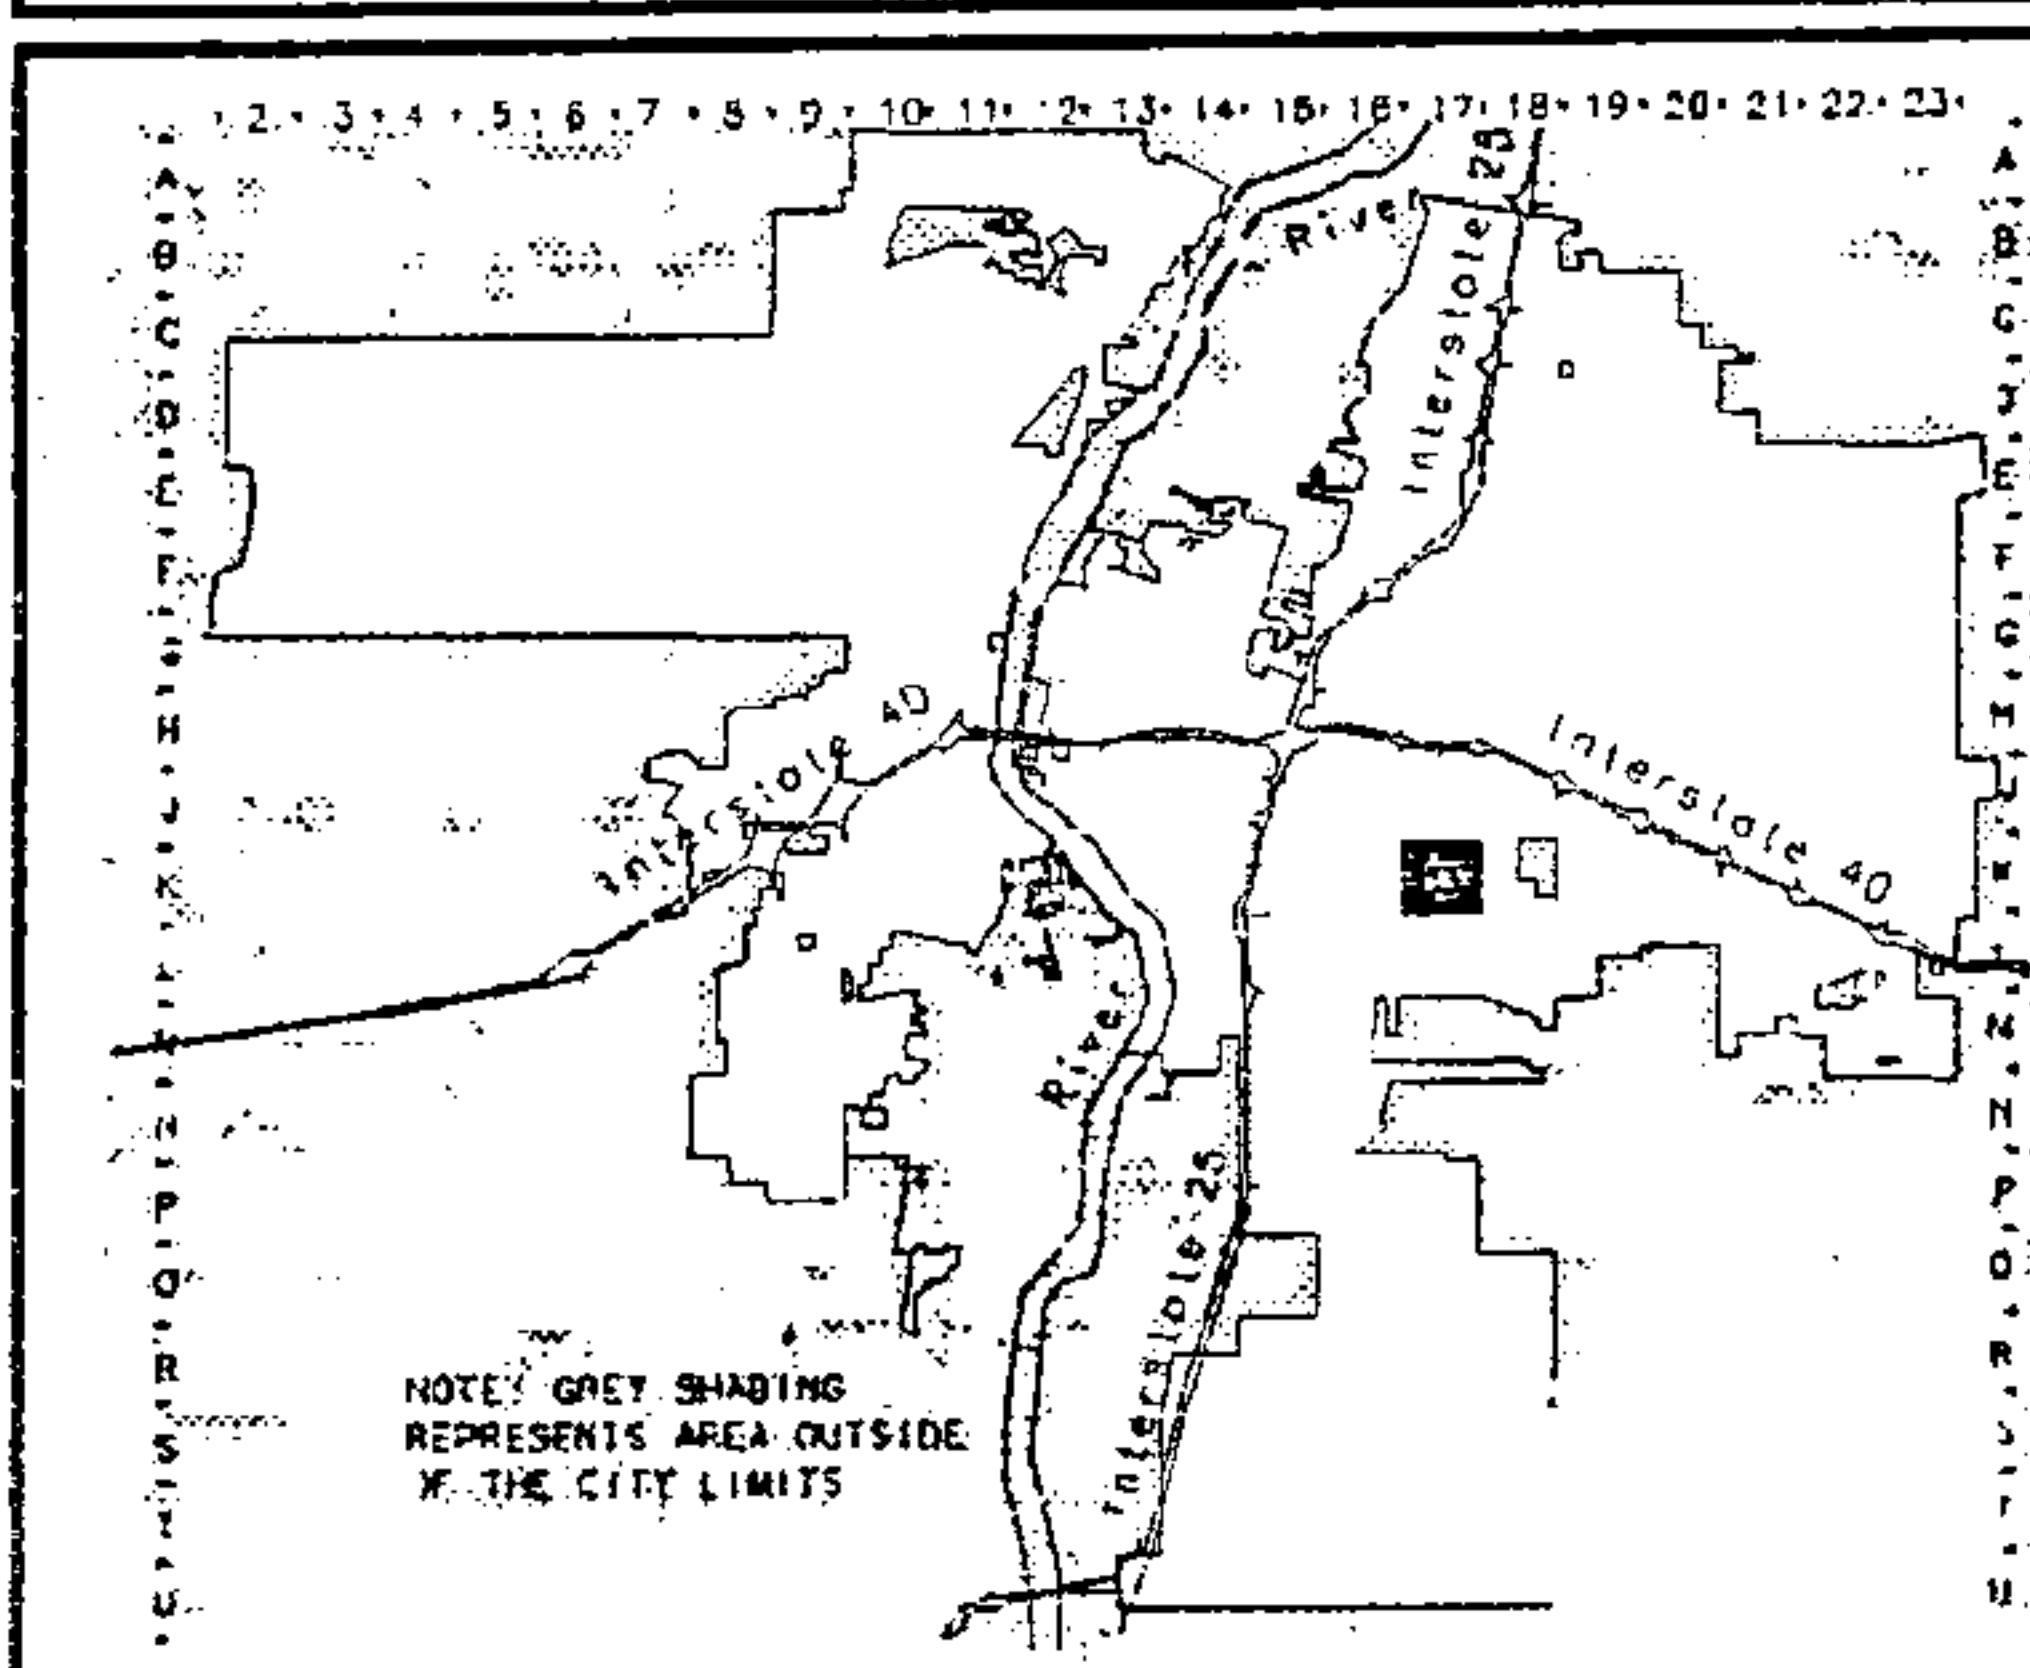 2 3 4 5 6 7 8 9 10 11 12 13 14 15 16 17 18 19 20 21 22 23
A
B
C
D
E
F
G
H
J
K
L
M
N
P
Q
R
S
T
U
River
Interstate 25
Interstate 40
Interstate 40
River
Interstate 25
NOTE: GREY SHADING
REPRESENTS AREA OUTSIDE
OF THE CITY LIMITS
A
B
C
D
E
F
G
H
J
K
L
M
N
P
Q
R
S
T
U